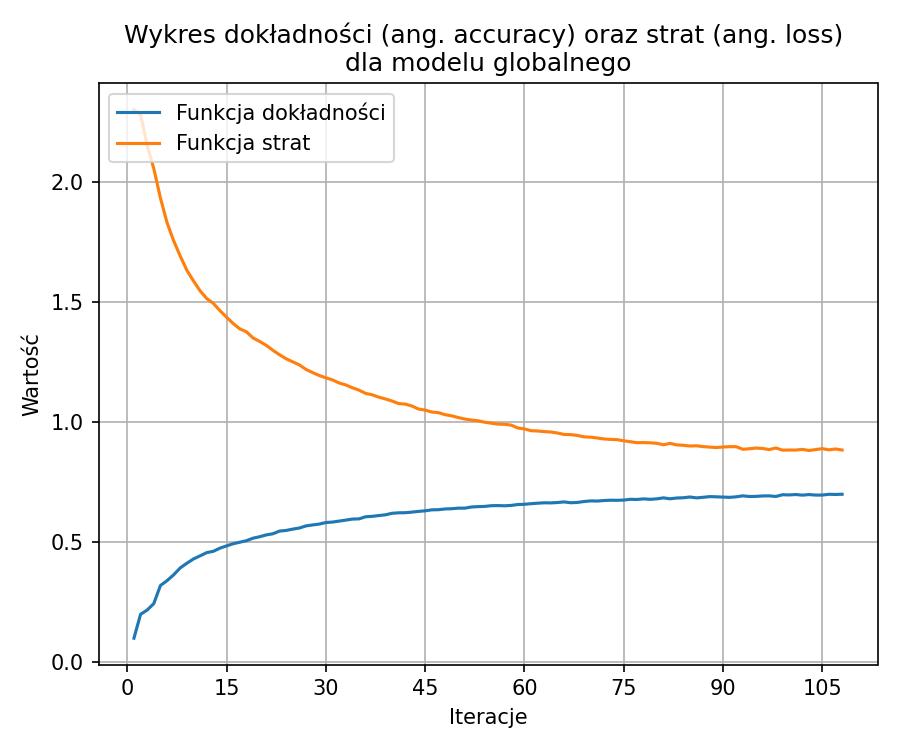 Wykres dokładności (ang. accuracy) oraz strat (ang. loss)
dla modelu globalnego
Funkcja dokładności
Funkcja strat
2.0
1.5
1.0
0.5
0.0
Wartość
0 15 30 45 60 75 90 105
Iteracje